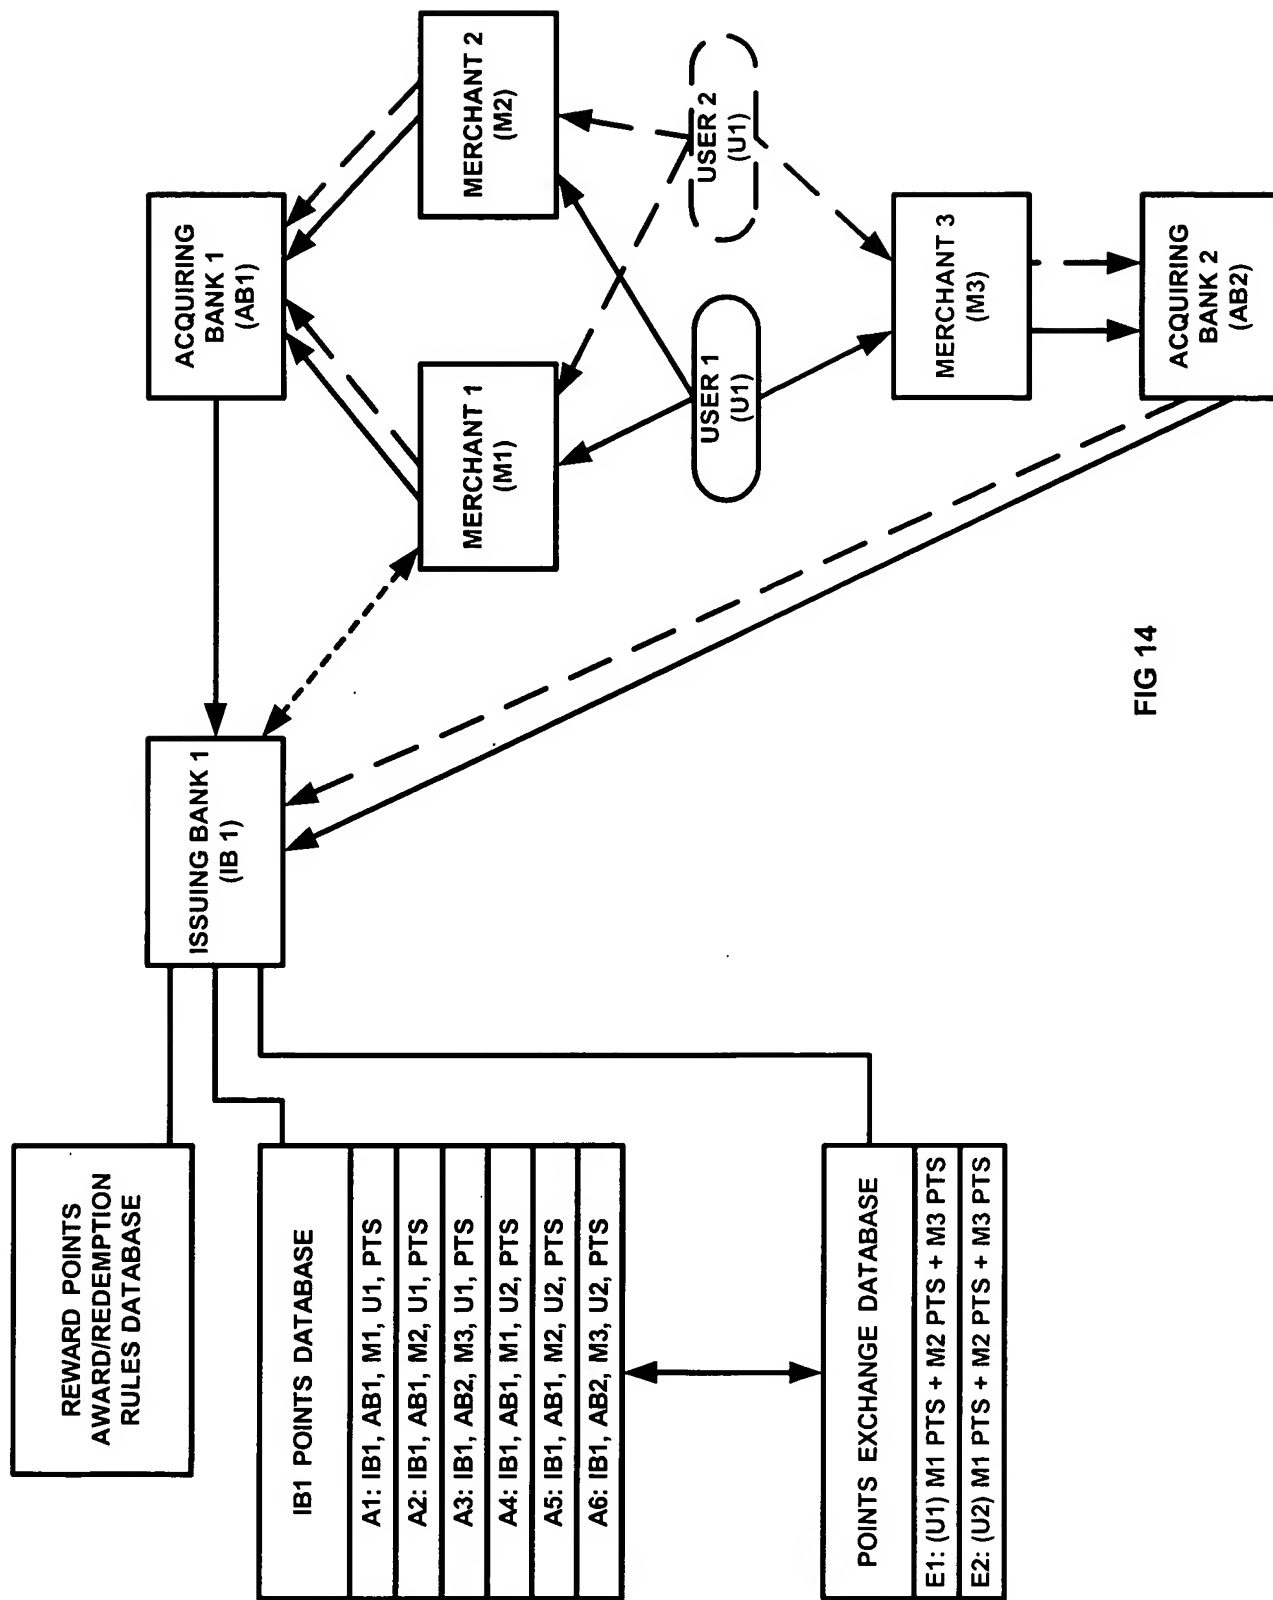 REWARD POINTS
AWARD/REDEMPTION
RULES DATABASE
IB1 POINTS DATABASE
A1: IB1, AB1, M1, U1, PTS
A2: IB1, AB1, M2, U1, PTS
A3: IB1, AB2, M3, U1, PTS
A4: IB1, AB1, M1, U2, PTS
A5: IB1, AB1, M2, U2, PTS
A6: IB1, AB2, M3, U2, PTS
POINTS EXCHANGE DATABASE
E1: (U1) M1 PTS + M2 PTS + M3 PTS
E2: (U2) M1 PTS + M2 PTS + M3 PTS
ISSUING BANK 1
(IB 1)
ACQUIRING
BANK 1
(AB1)
MERCHANT 1
(M1)
MERCHANT 2
(M2)
USER 1
(U1)
USER 2
(U1)
MERCHANT 3
(M3)
ACQUIRING
BANK 2
(AB2)
FIG 14